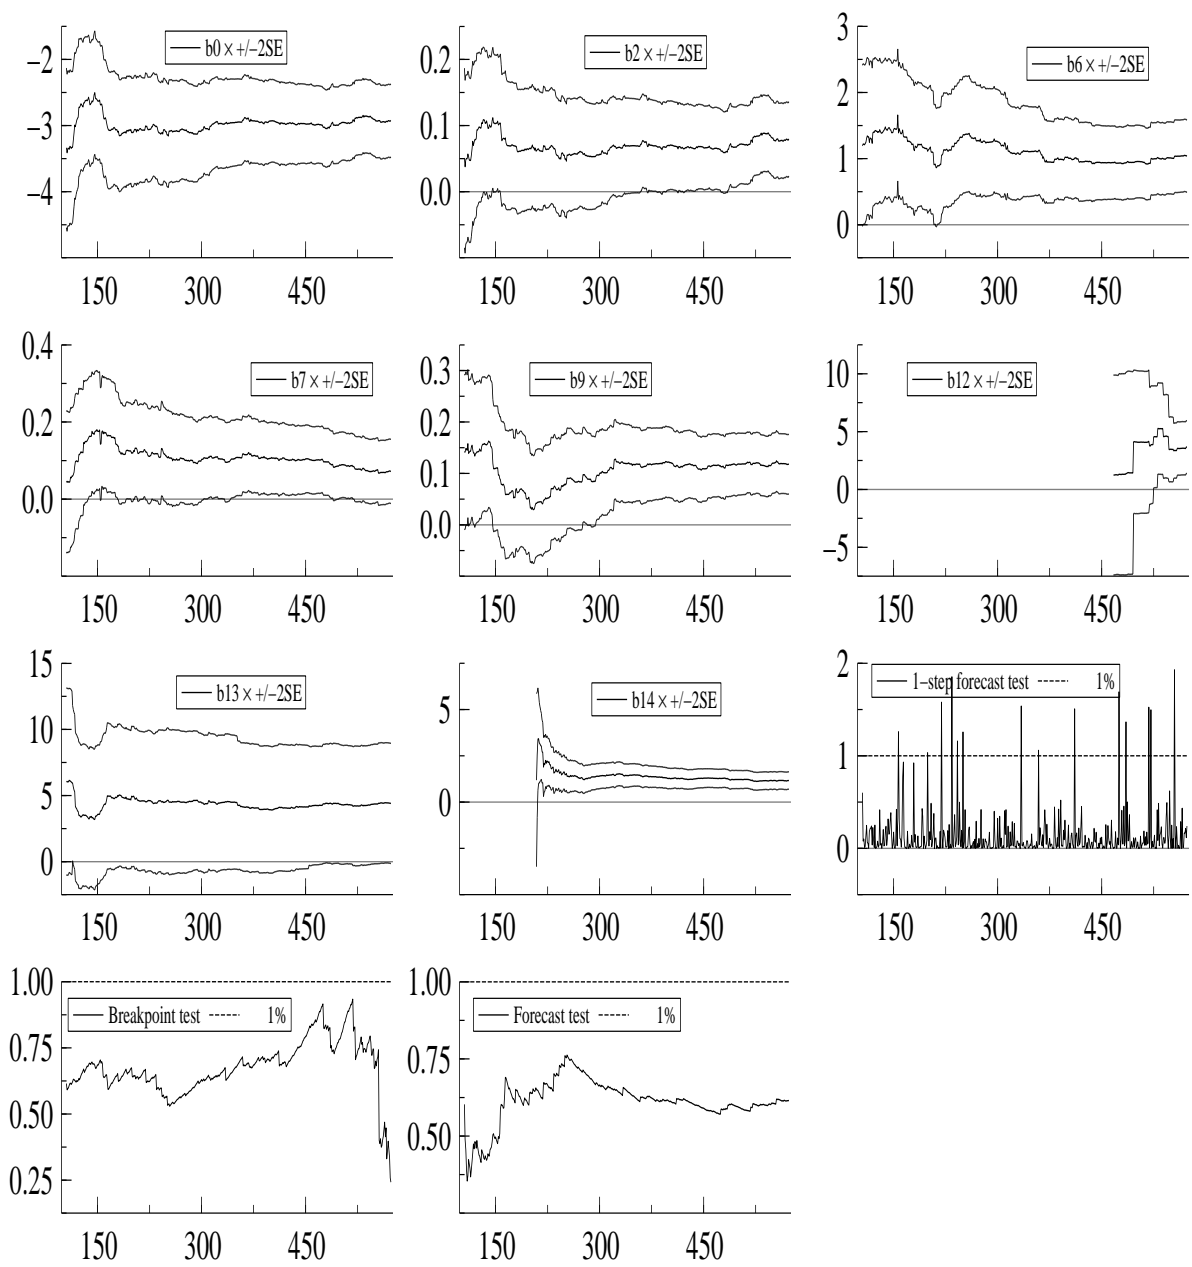 b0 × +/−2SE
−2
−3
−4
150 300 450
b2 × +/−2SE
0.2
0.1
0.0
150 300 450
b6 × +/−2SE
3
2
1
0
150 300 450
b7 × +/−2SE
0.4
0.2
0.0
150 300 450
b9 × +/−2SE
0.3
0.2
0.1
0.0
150 300 450
b12 × +/−2SE
10
5
0
−5
150 300 450
b13 × +/−2SE
15
10
5
0
150 300 450
b14 × +/−2SE
5
0
150 300 450
1−step forecast test 1%
2
1
0
150 300 450
1.00
Breakpoint test 1%
0.75
0.50
0.25
150 300 450
1.00
Forecast test 1%
0.75
0.50
150 300 450